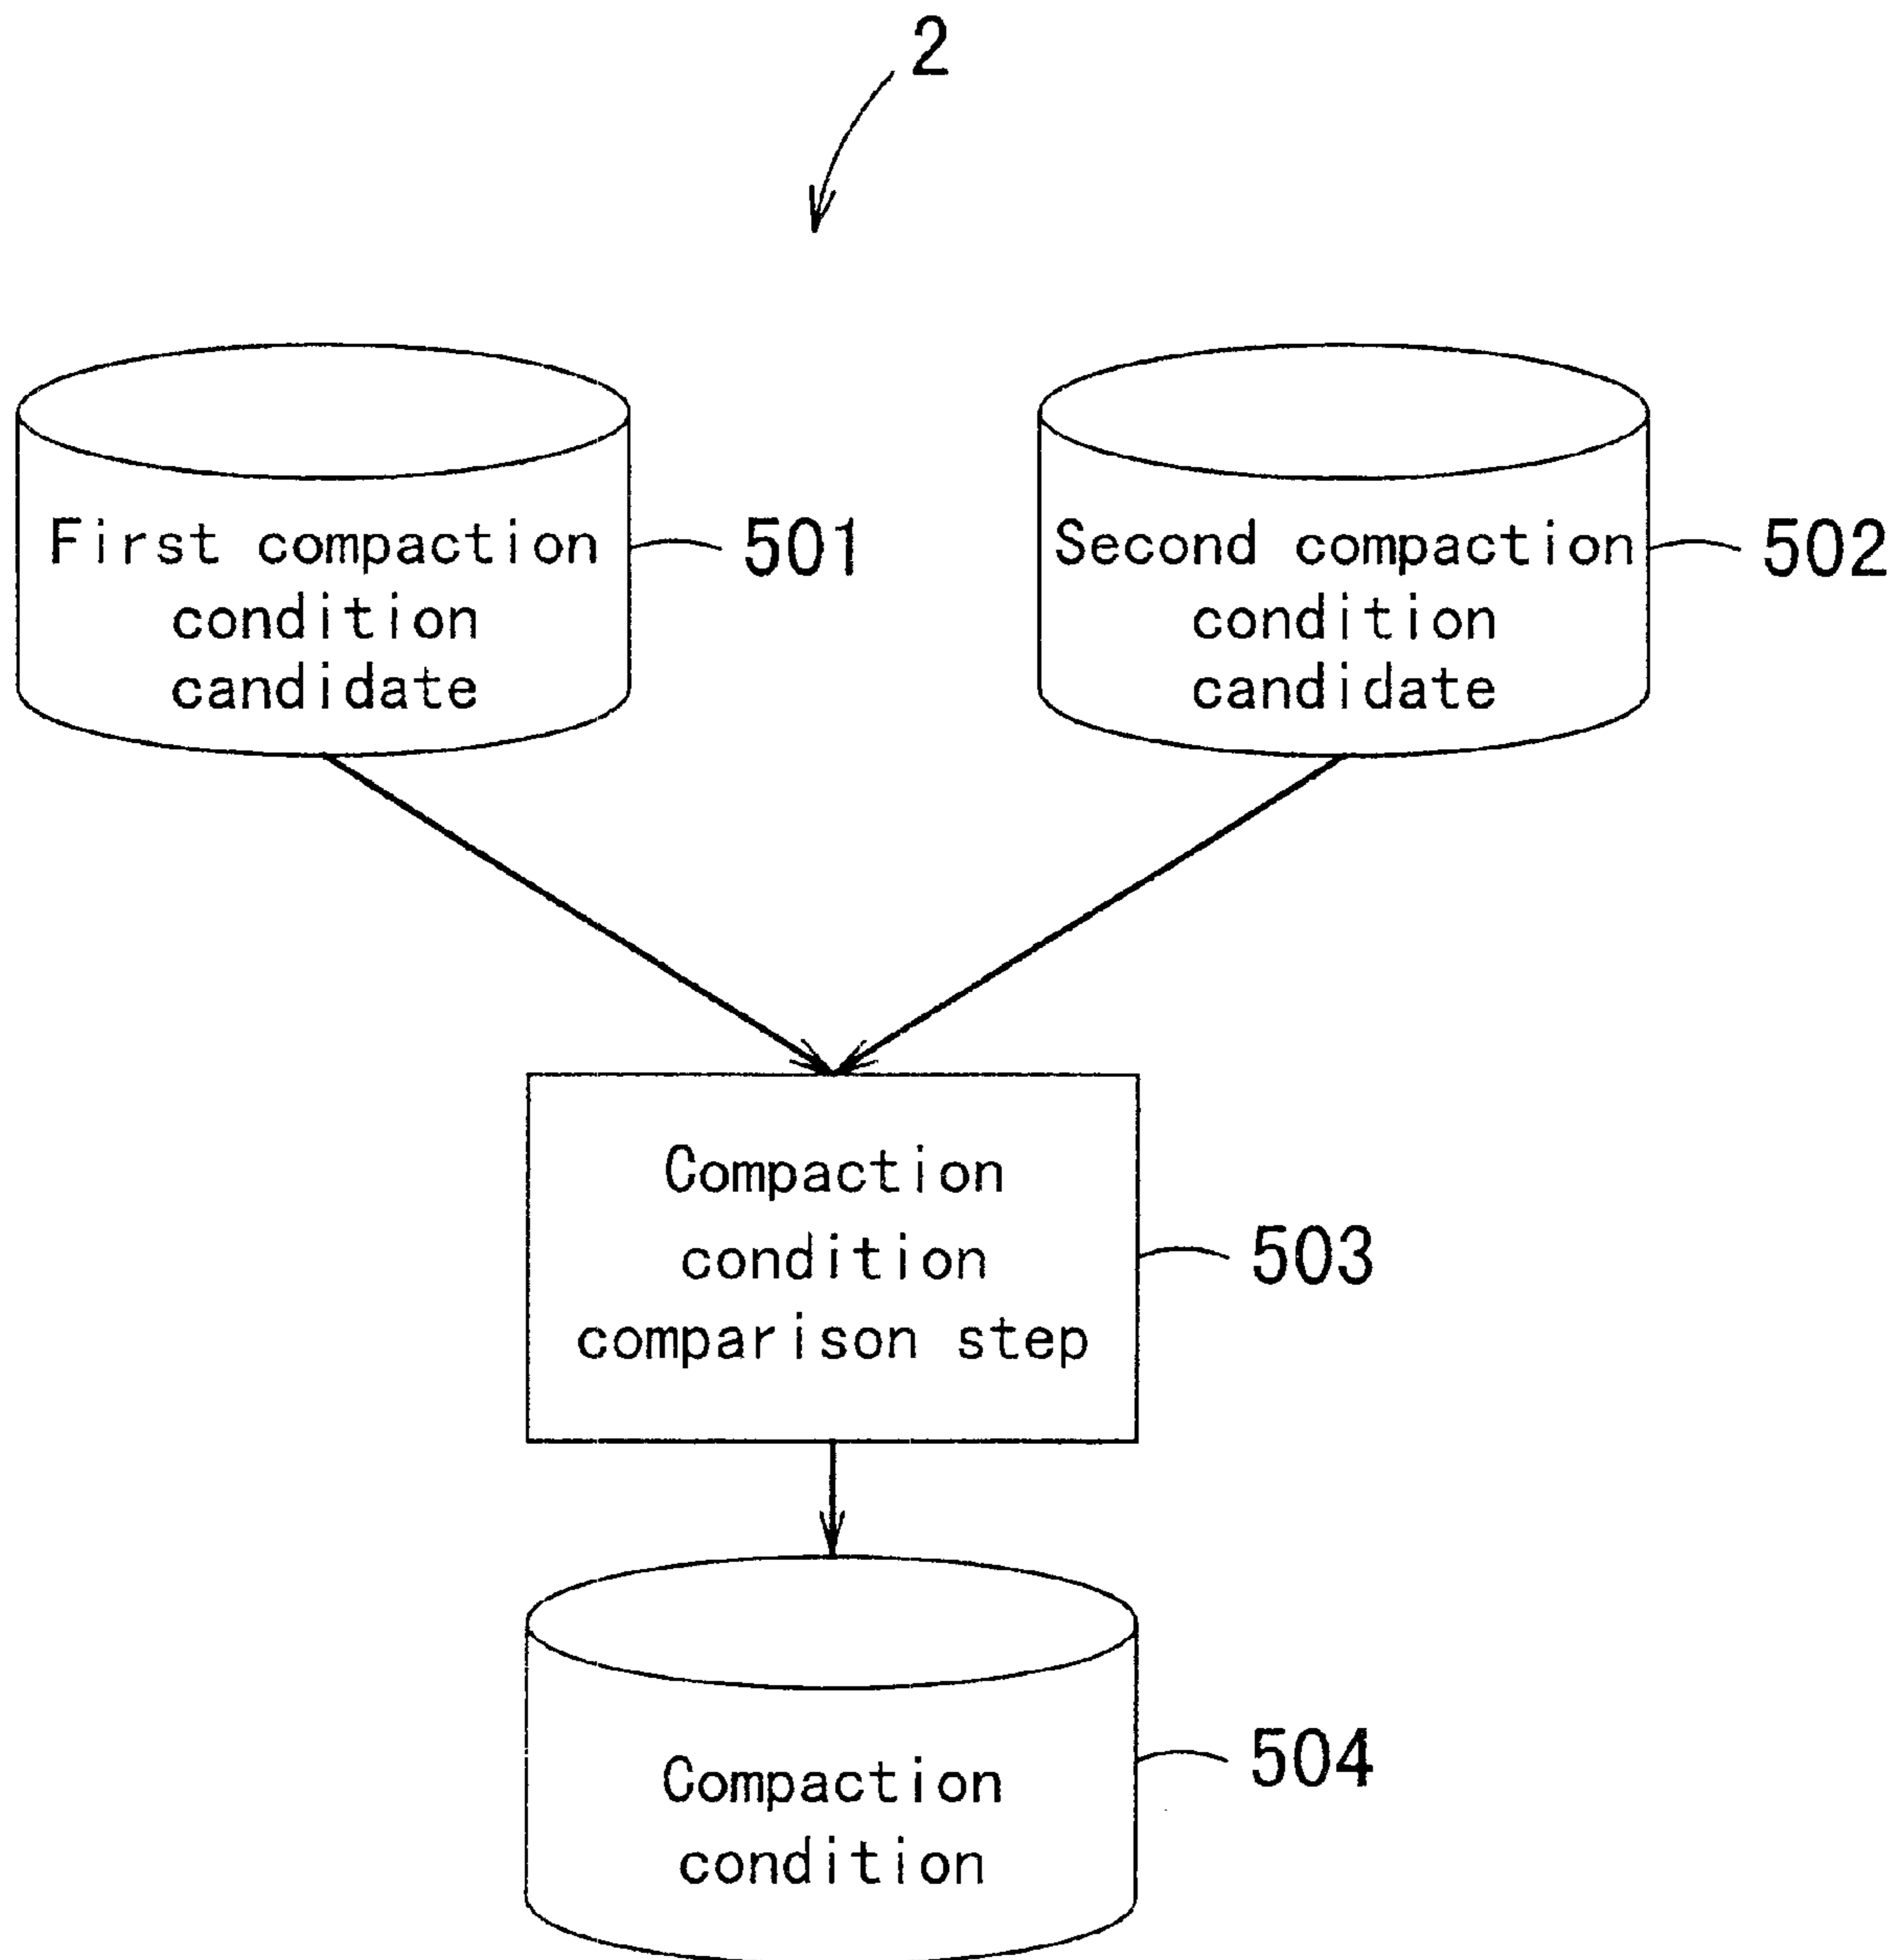 2
First compaction
condition
candidate
501
Second compaction
condition
candidate
502
Compaction
condition
comparison step
503
Compaction
condition
504